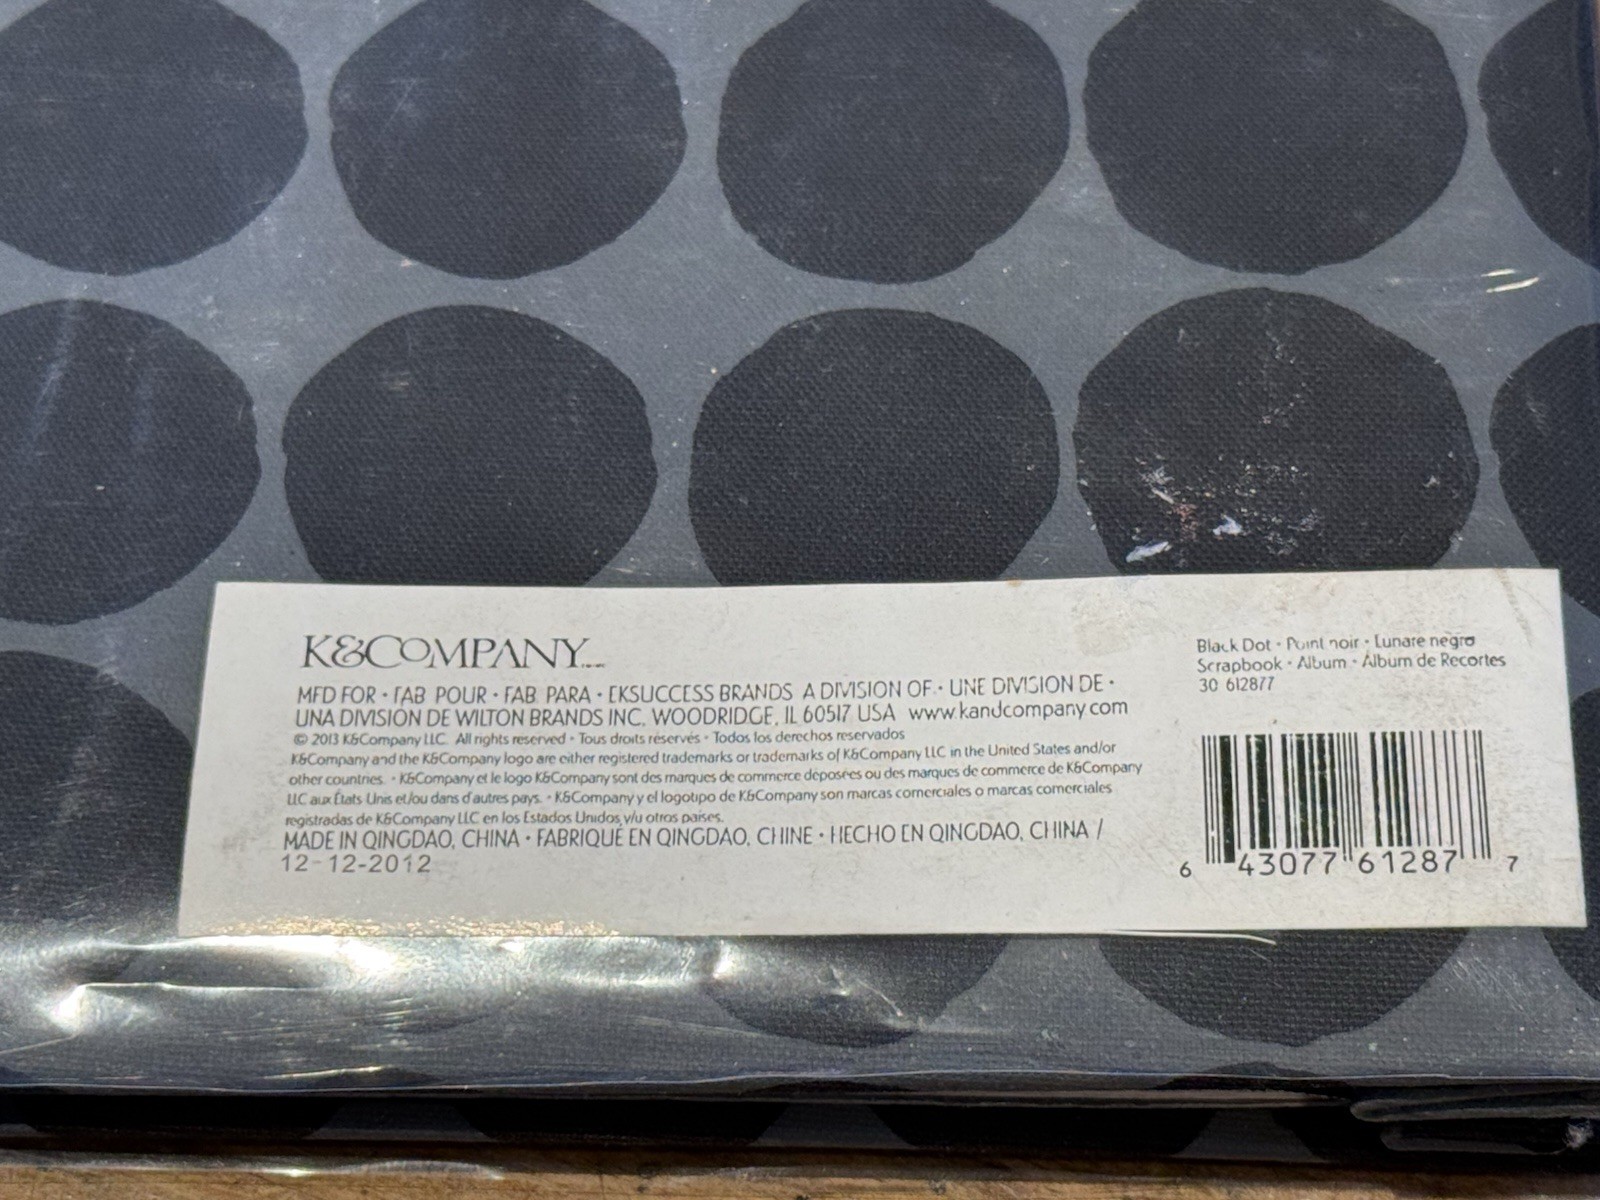 K&COMPANY
MFD FOR • FAB POUR • FAB. PARA • EKSUCCESS BRANDS A DIVISION OF • UNE DIVISION DE •
UNA DIVISION DE WILTON BRANDS INC. WOODRIDGE, IL 60517 USA www.kandcompany.com
© 2013 K&Company LLC. All rights reserved • Tous droits réservés • Todos los derechos reservados
K&Company and the K&Company logo are either registered trademarks or trademarks of K&Company LLC in the United States and/or
other countries. • K&Company et le logo K&Company sont des marques de commerce déposées ou des marques de commerce de K&Company
LLC aux États Unis et/ou dans d'autres pays. • K&Company y el logotipo de K&Company son marcas comerciales o marcas comerciales
registradas de K&Company LLC en los Estados Unidos y/u otros países.
MADE IN QINGDAO, CHINA • FABRIQUÉ EN QINGDAO, CHINE • HECHO EN QINGDAO, CHINA /
12-12-2012
Black Dot • Point noir • Lunare negro
Scrapbook • Album • Álbum de Recortes
30 612877
6 43077 61287 7